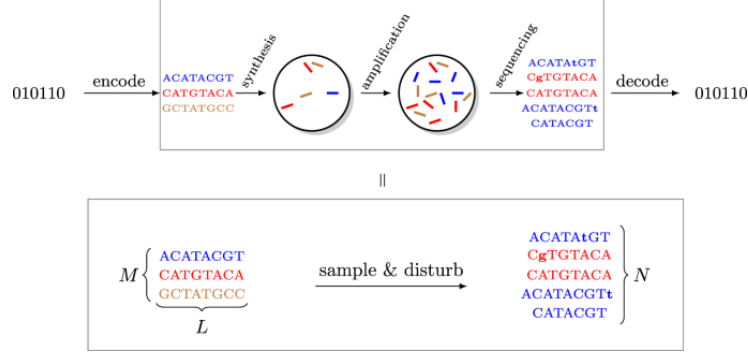 010110
encode
ACATACGT
CATGTACA
GCTATGCC
synthesis
amplification
sequencing
ACATAtGT
CgTGTACA
CATGTACA
ACATACGTt
CATACGT
decode
010110
=
M
ACATACGT
CATGTACA
GCTATGCC
L
sample & disturb
ACATAtGT
CgTGTACA
CATGTACA
ACATACGTt
CATACGT
N